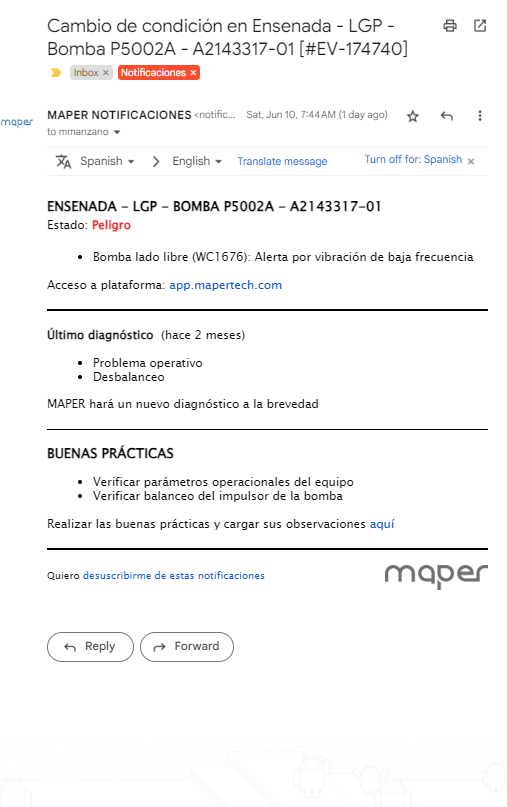 Cambio de condición en Ensenada - LGP -
Bomba P5002A - A2143317-01 [#EV-174740]
Inbox × Notificaciones ×
maper
MAPER NOTIFICACIONES <notific... Sat, Jun 10, 7:44 AM (1 day ago)
to mmanzano
Spanish > English Translate message Turn off for: Spanish ×
ENSENADA – LGP – BOMBA P5002A – A2143317–01
Estado: Peligro
• Bomba lado libre (WC1676): Alerta por vibración de baja frecuencia
Acceso a plataforma: app.mapertech.com
Último diagnóstico (hace 2 meses)
• Problema operativo
• Desbalanceo
MAPER hará un nuevo diagnóstico a la brevedad
BUENAS PRÁCTICAS
• Verificar parámetros operacionales del equipo
• Verificar balanceo del impulsor de la bomba
Realizar las buenas prácticas y cargar sus observaciones aquí
Quiero desuscribirme de estas notificaciones
maper
Reply Forward